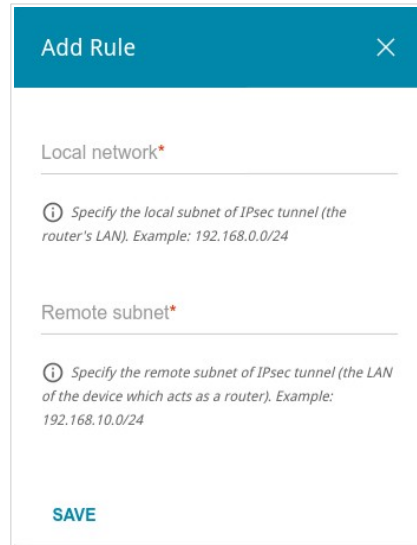 Add Rule
Local network*
Specify the local subnet of IPsec tunnel (the
router's LAN). Example: 192.168.0.0/24
Remote subnet*
Specify the remote subnet of IPsec tunnel (the LAN
of the device which acts as a router). Example:
192.168.10.0/24
SAVE